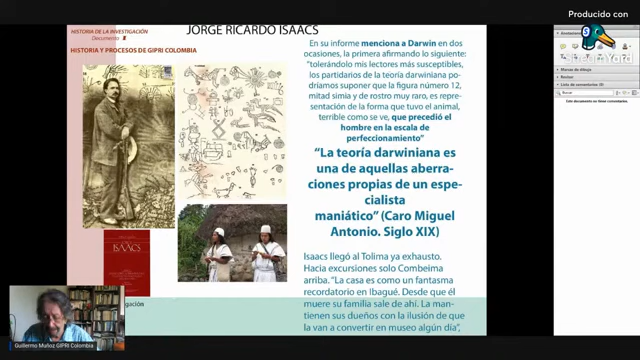 Producido con
StreamYard
HISTORIA DE LA INVESTIGACIÓN
Documento
HISTORIA Y PROCESOS DE GIPRI COLOMBIA
JORGE RICARDO ISAACS
En su informe menciona a Darwin en dos
ocasiones, la primera afirmando lo siguiente:
“tolerándolo mis lectores más susceptibles,
los partidarios de la teoría darwiniana po-
dríamos suponer que la figura número 12,
mitad simia y de rostro muy raro, es repre-
sentación de la forma que tuvo el animal,
terrible como se ve, que precedió el
hombre en la escala de
perfeccionamiento”
“La teoría darwiniana es
una de aquellas aberra-
ciones propias de un espe-
cialista
maniático” (Caro Miguel
Antonio. Siglo XIX)
Isaacs llegó al Tolima ya exhausto.
Hacia excursiones solo Combeima
arriba. “La casa es como un fantasma
recordatorio en Ibagué. Desde que él
muere su familia sale de ahí. La man-
tienen sus dueños con la ilusión de que
la van a convertir en museo algún día”,
ISAACS
Guillermo Muñoz GIPRI Colombia
Buscar